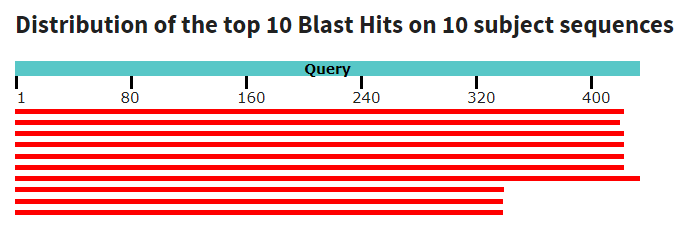 Distribution of the top 10 Blast Hits on 10 subject sequences
Query
1 80 160 240 320 400